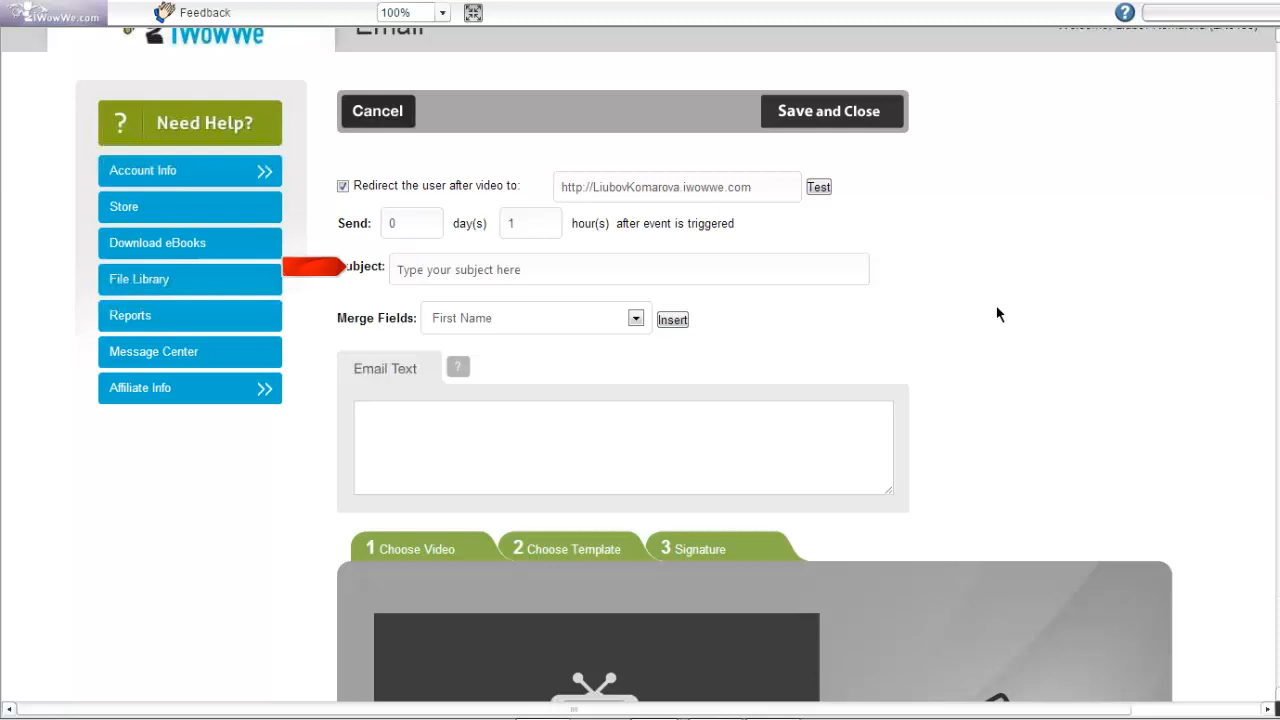 iWowWe.com
Feedback
100%
?
iWowWe
Email
? Need Help?
Account Info
Store
Download eBooks
File Library
Reports
Message Center
Affiliate Info
Cancel
Save and Close
Redirect the user after video to: http://LiubovKomarova.iwowwe.com Test
Send: 0 day(s) 1 hour(s) after event is triggered
ubject: Type your subject here
Merge Fields: First Name Insert
Email Text ?
1 Choose Video 2 Choose Template 3 Signature